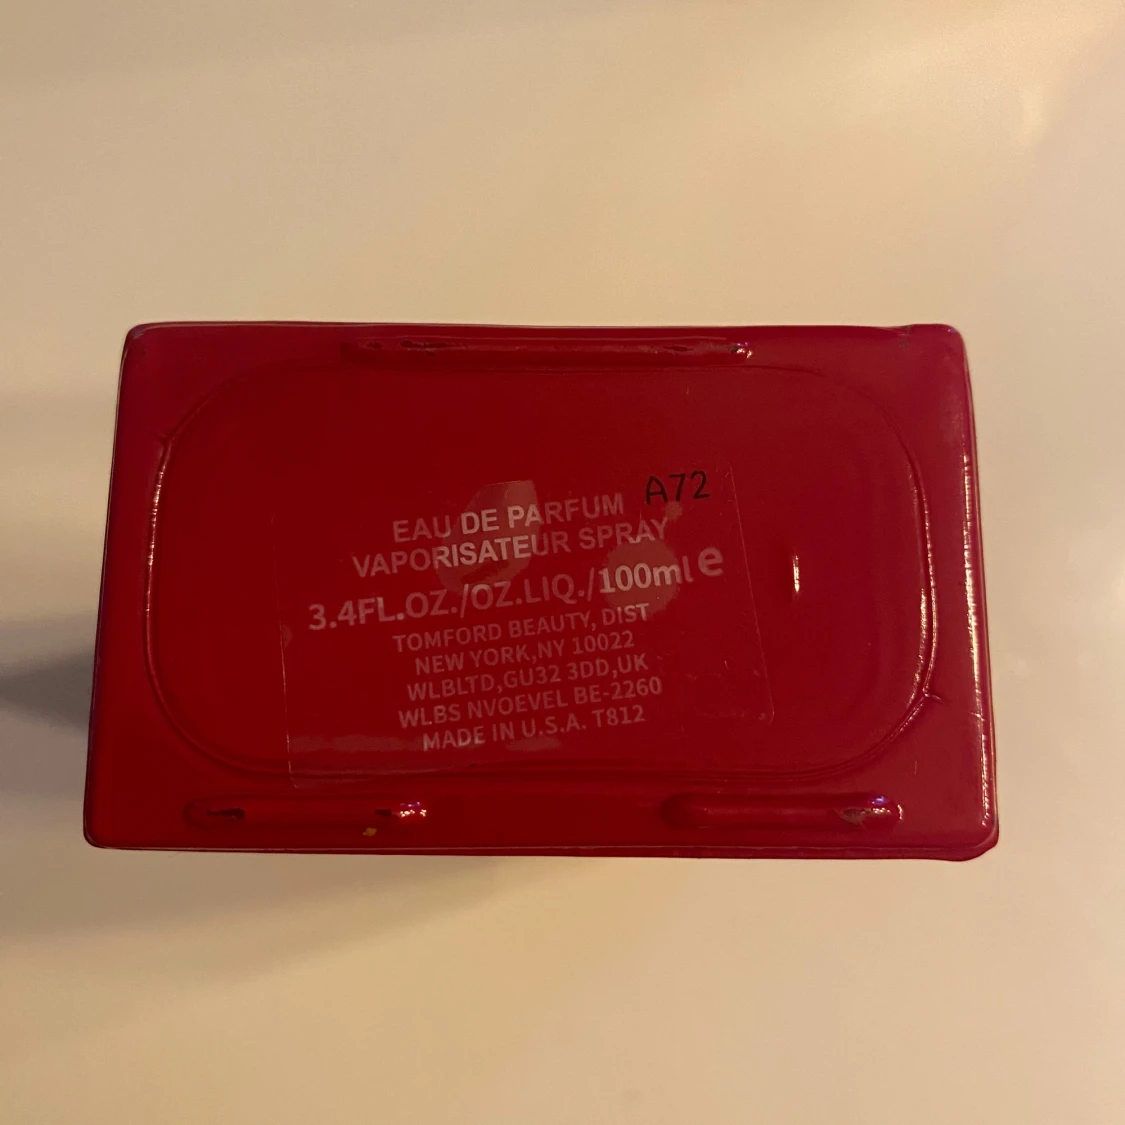 A72
EAU DE PARFUM
VAPORISATEUR SPRAY
3.4FL.OZ./OZ.LIQ./100ml e
TOMFORD BEAUTY, DIST
NEW YORK,NY 10022
WLBLTD,GU32 3DD,UK
WLBS NVOEVEL BE-2260
MADE IN U.S.A. T812